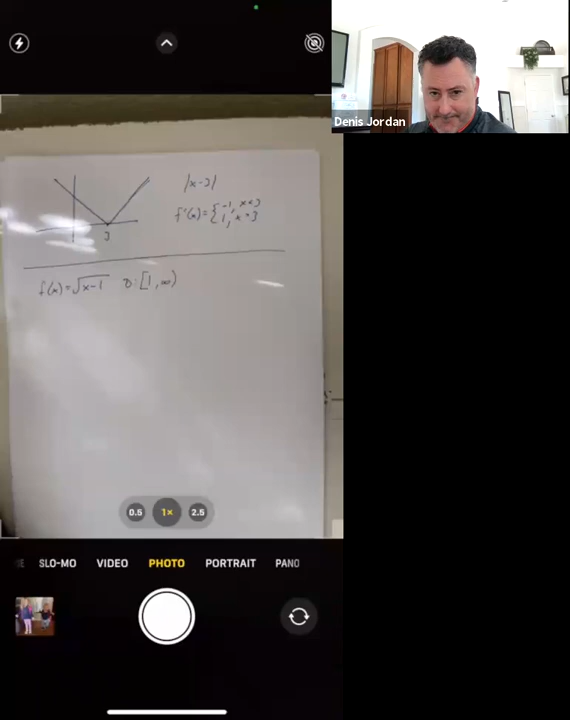 Denis Jordan
|x-3|
f'(x)={-1, x<3
1, x>3
3
f(x)=√x-1 D:[1,∞)
0.5 1× 2.5
SLO-MO VIDEO PHOTO PORTRAIT PANO